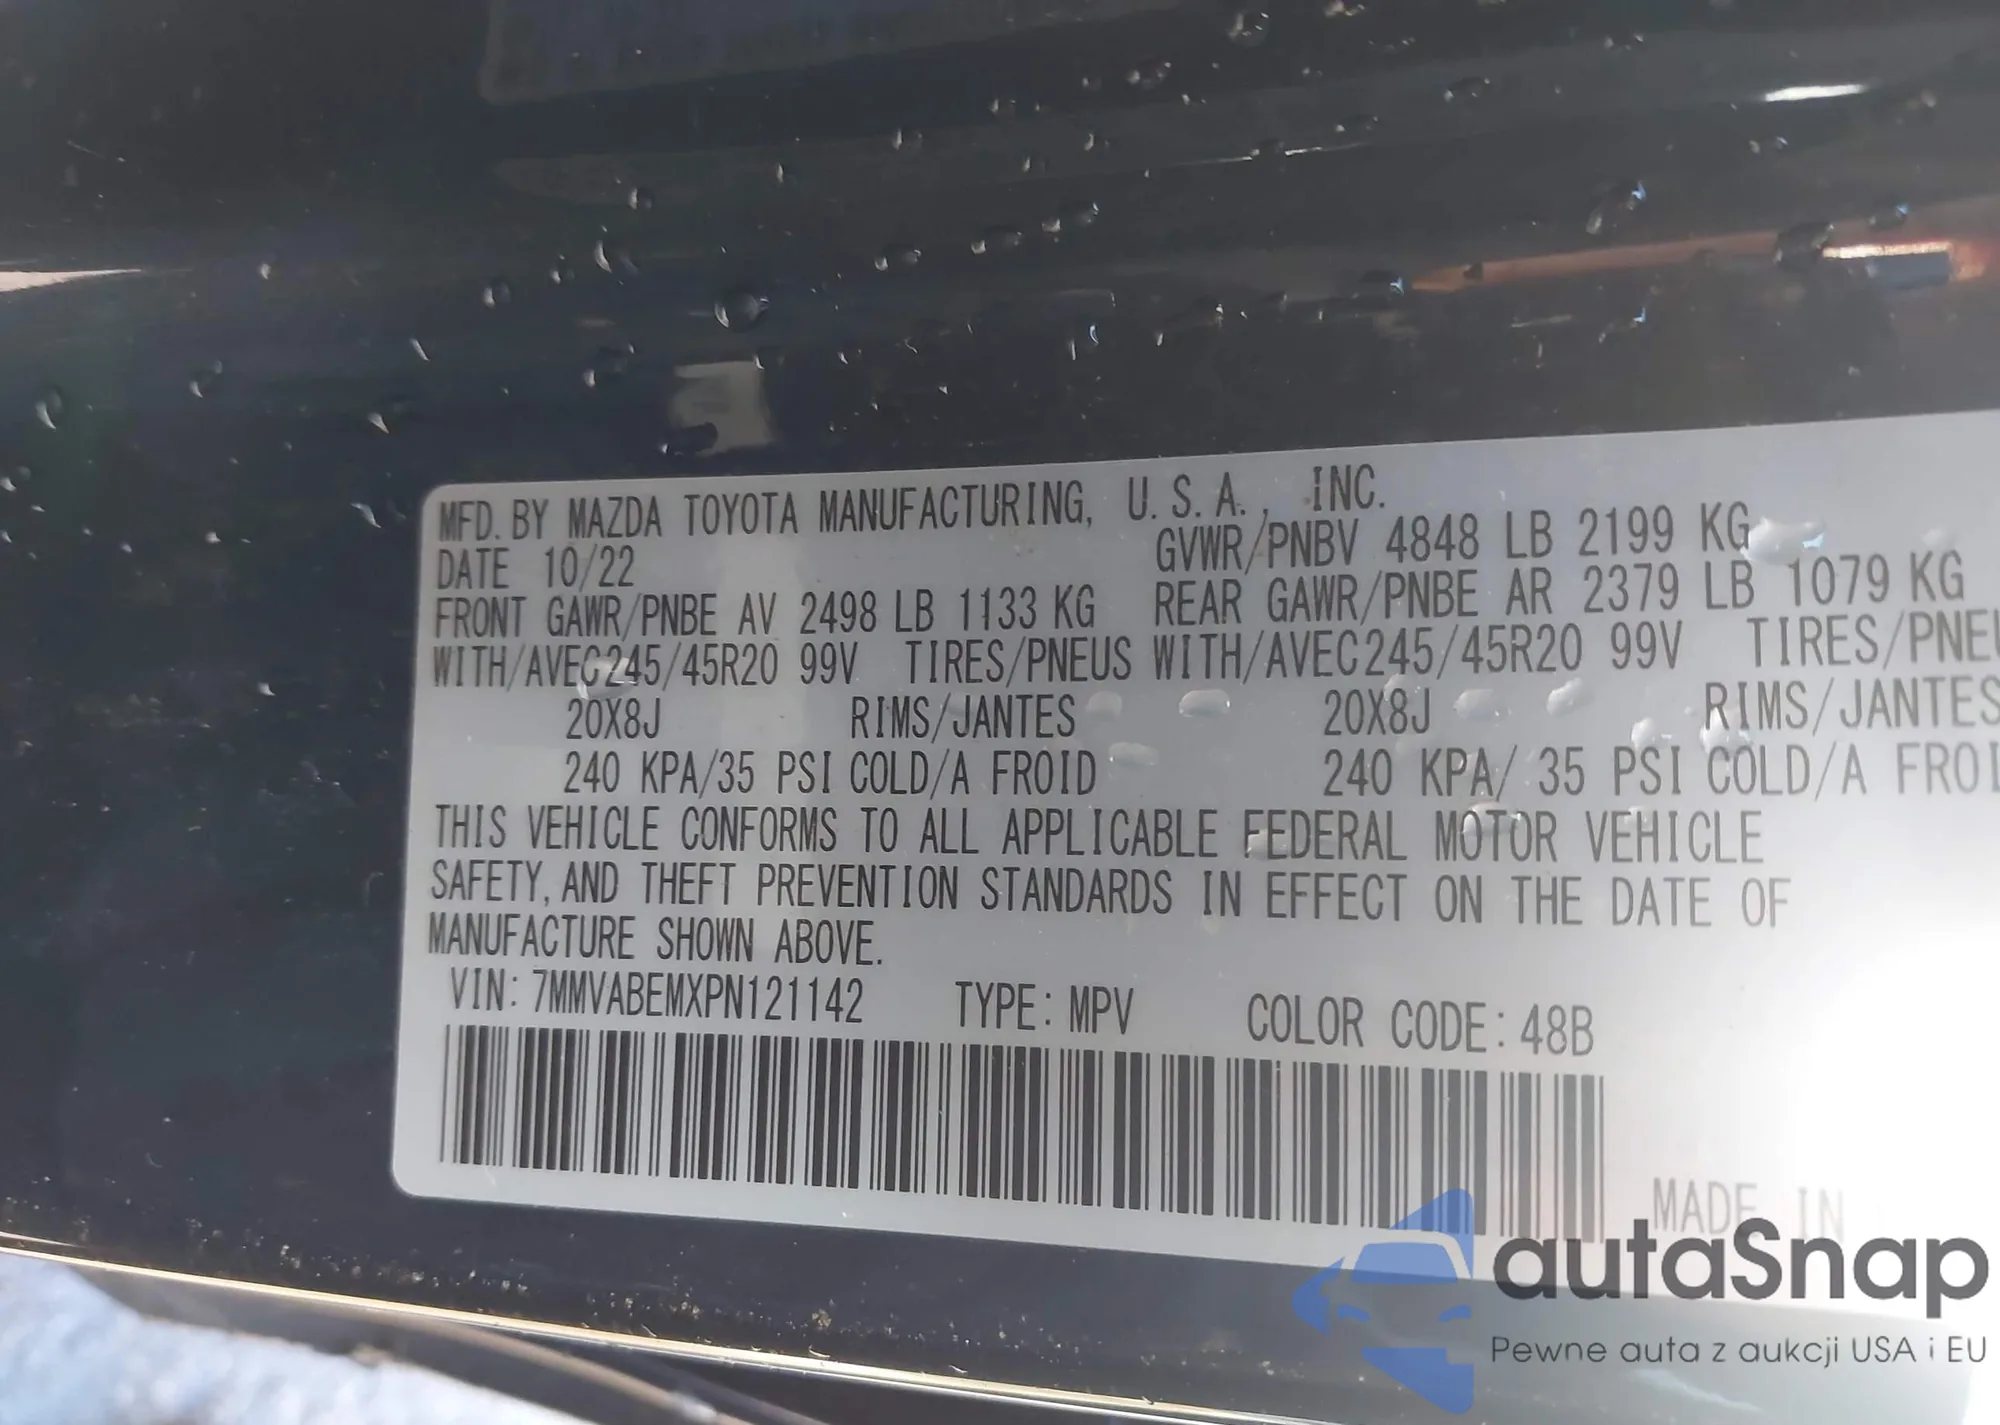 MFD. BY MAZDA TOYOTA MANUFACTURING, U.S.A., INC.
DATE 10/22 GVWR/PNBV 4848 LB 2199 KG
FRONT GAWR/PNBE AV 2498 LB 1133 KG REAR GAWR/PNBE AR 2379 LB 1079 KG
WITH/AVEC245/45R20 99V TIRES/PNEUS WITH/AVEC245/45R20 99V TIRES/PNEU
20X8J RIMS/JANTES 20X8J RIMS/JANTES
240 KPA/35 PSI COLD/A FROID 240 KPA/ 35 PSI COLD/A FROI
THIS VEHICLE CONFORMS TO ALL APPLICABLE FEDERAL MOTOR VEHICLE
SAFETY, AND THEFT PREVENTION STANDARDS IN EFFECT ON THE DATE OF
MANUFACTURE SHOWN ABOVE.
VIN: 7MMVABEMXPN121142 TYPE: MPV COLOR CODE: 48B
MADE IN
autaSnap
Pewne auta z aukcji USA i EU